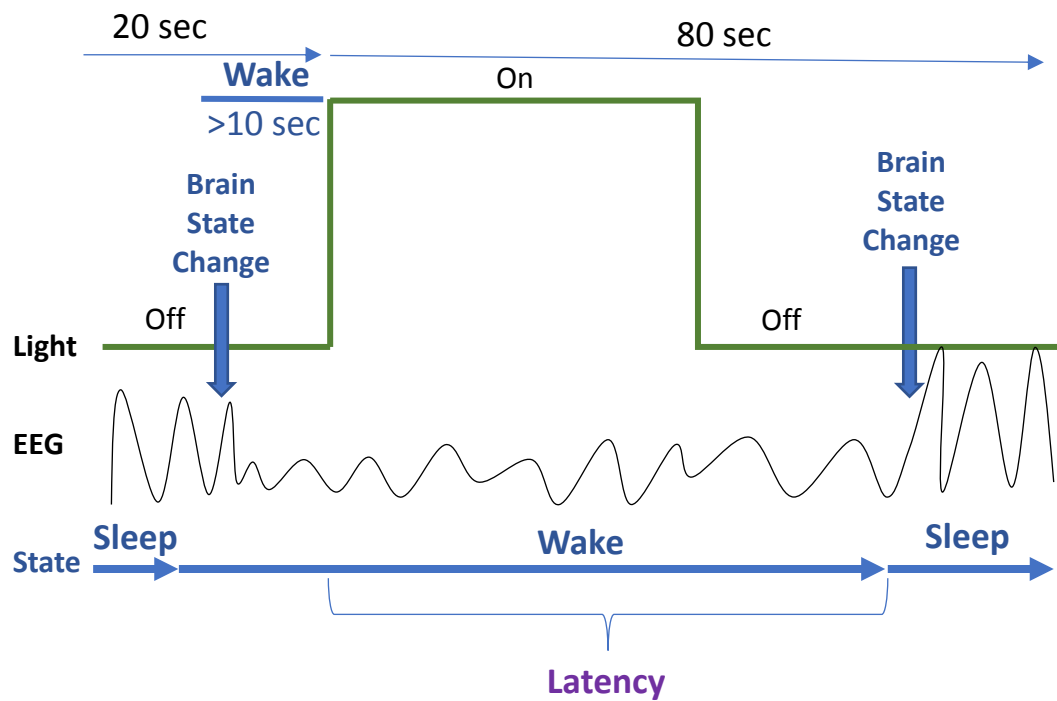 20 sec
80 sec
Wake
On
>10 sec
Brain
State
Change
Brain
State
Change
Off
Off
Light
EEG
Sleep
Wake
Sleep
State
Latency